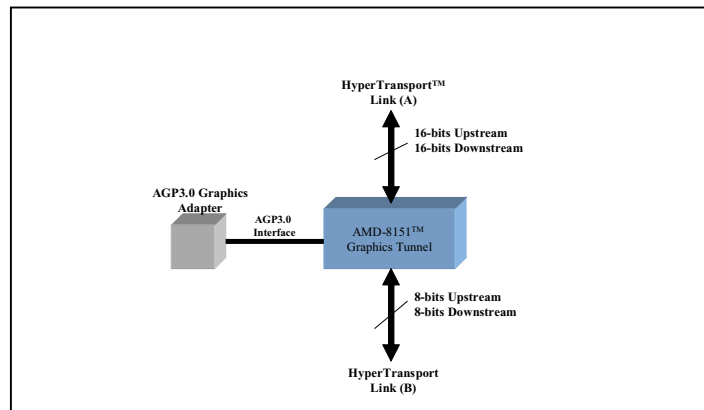 HyperTransport™
Link (A)
16-bits Upstream
16-bits Downstream
AGP3.0 Graphics
Adapter
AGP3.0
Interface
AMD-8151™
Graphics Tunnel
8-bits Upstream
8-bits Downstream
HyperTransport
Link (B)